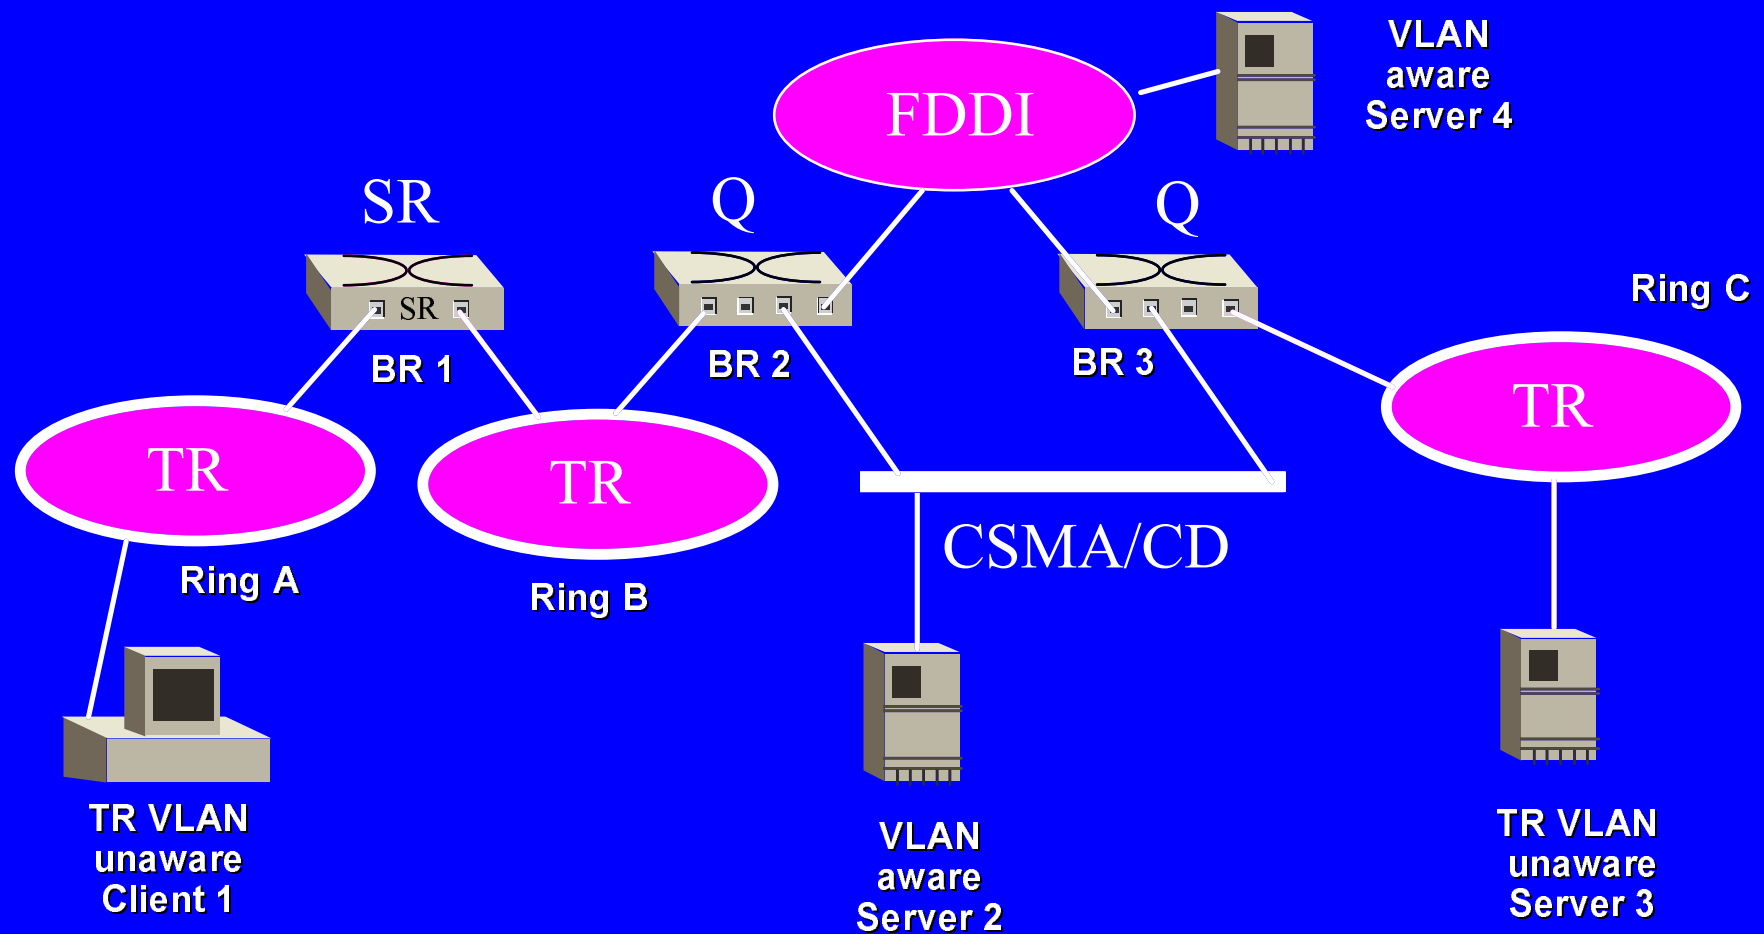 VLAN
aware
Server 4
FDDI
SR
Q
Q
Ring C
SR
BR 1
BR 2
BR 3
TR
TR
TR
CSMA/CD
Ring A
Ring B
TR VLAN
unaware
Client 1
VLAN
aware
Server 2
TR VLAN
unaware
Server 3